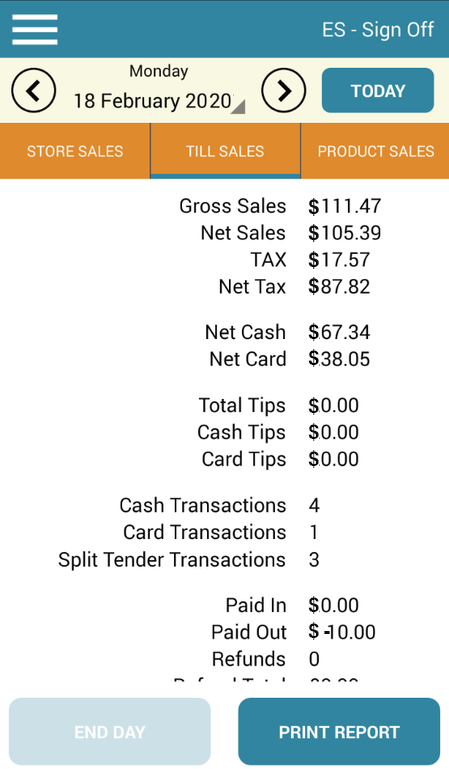 ES - Sign Off
Monday
18 February 2020
TODAY
STORE SALES TILL SALES PRODUCT SALES
Gross Sales $111.47
Net Sales $105.39
TAX $17.57
Net Tax $87.82
Net Cash $67.34
Net Card $38.05
Total Tips $0.00
Cash Tips $0.00
Card Tips $0.00
Cash Transactions 4
Card Transactions 1
Split Tender Transactions 3
Paid In $0.00
Paid Out $-10.00
Refunds 0
END DAY PRINT REPORT